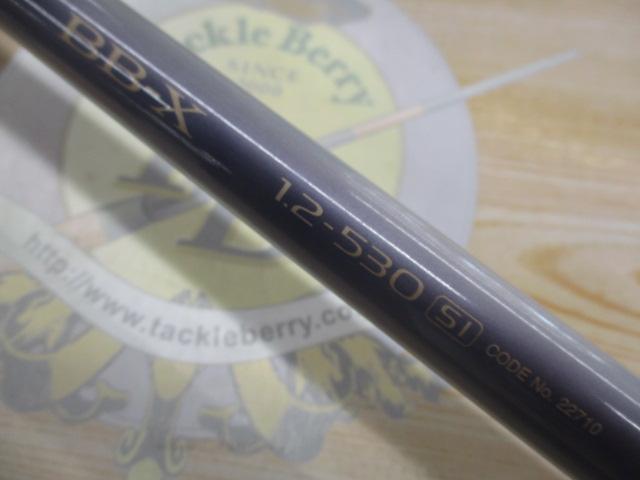 BB-X
1.2-530 SI CODE No. 22710
Tackle Berry
SINCE
http://www.tackleberry.co